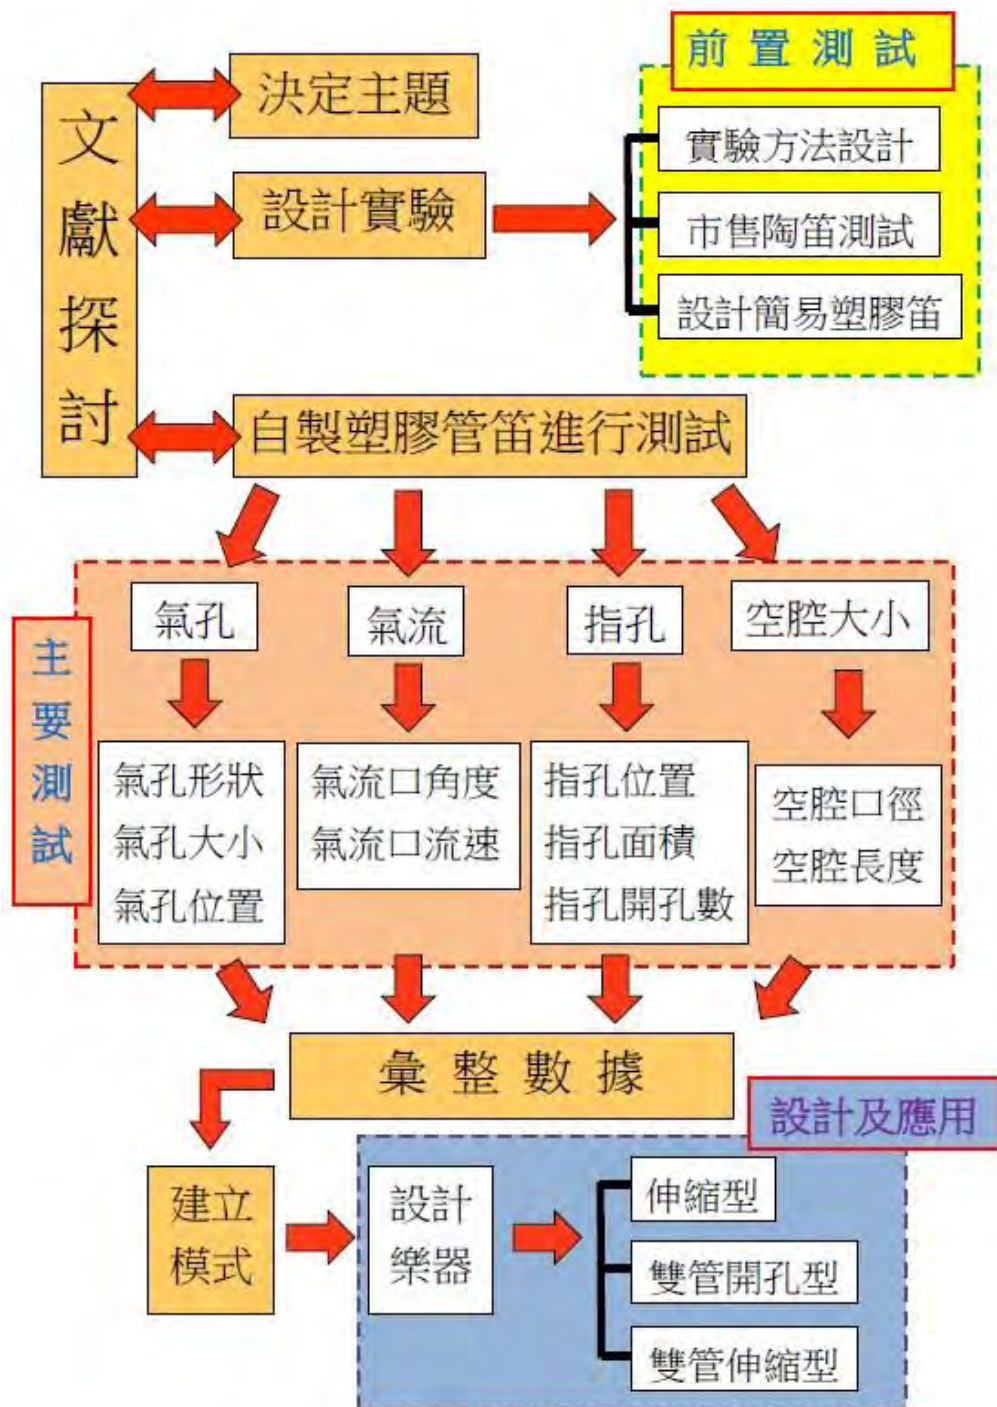 前置測試
文獻探討
決定主題
設計實驗
實驗方法設計
市售陶笛測試
設計簡易塑膠笛
自製塑膠管笛進行測試
主要測試
氣孔
氣流
指孔
空腔大小
氣孔形狀
氣孔大小
氣孔位置
氣流口角度
氣流口流速
指孔位置
指孔面積
指孔開孔數
空腔口徑
空腔長度
彙整數據
設計及應用
建立
模式
設計
樂器
伸縮型
雙管開孔型
雙管伸縮型